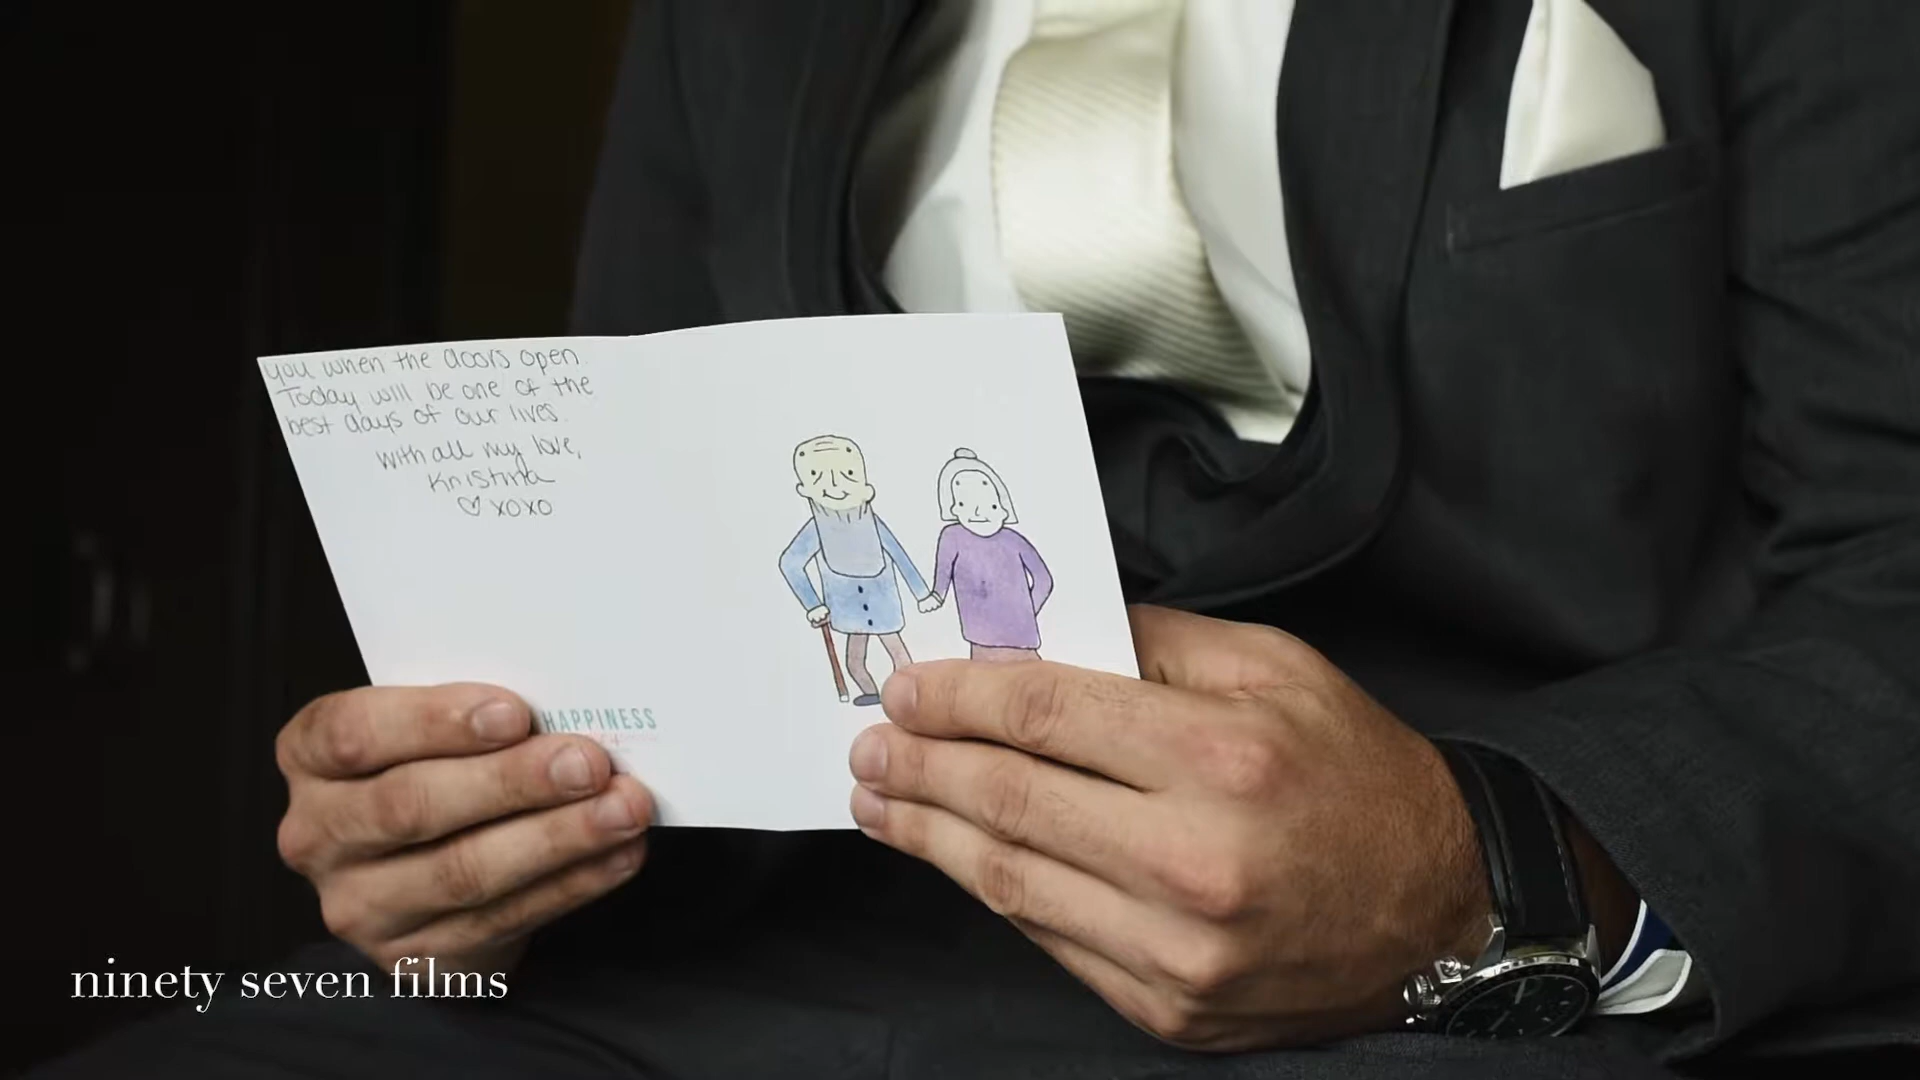 you when the doors open.
Today will be one of the
best days of our lives.
with all my love,
Kristina
♡ xoxo
HAPPINESS
ninety seven films